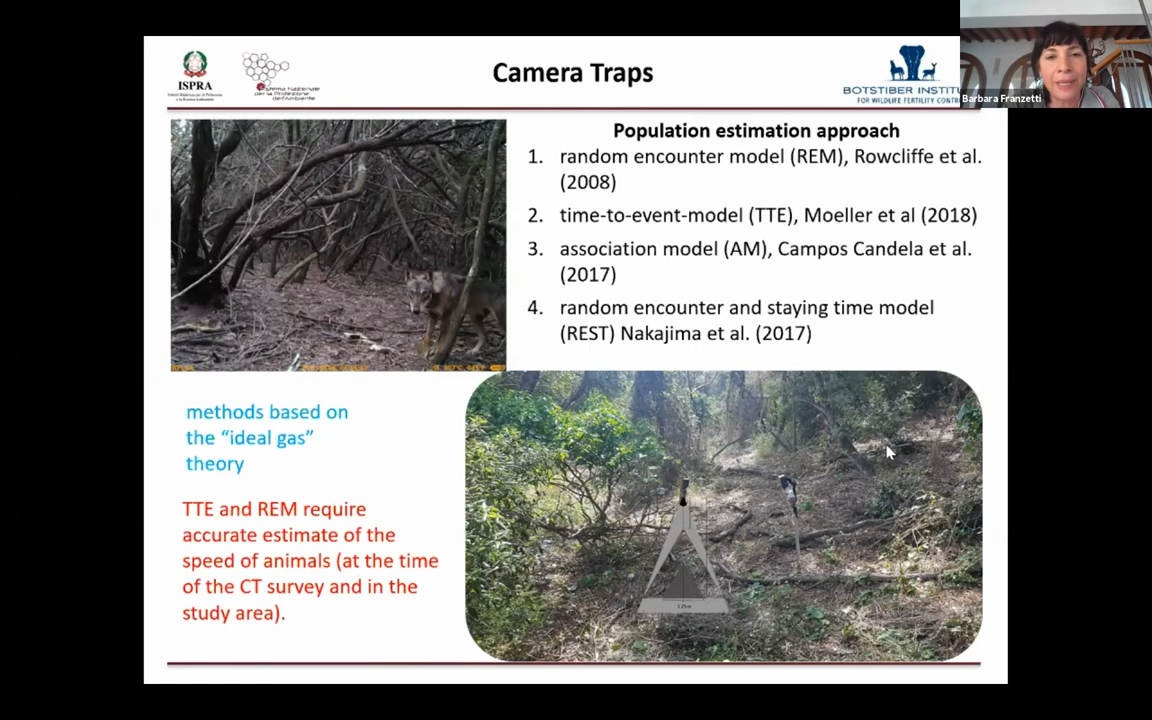 Camera Traps
ISPRA
BOTSTIBER INSTITU
FOR WILDLIFE FERTILITY CONTR
Barbara Franzetti
Population estimation approach
1. random encounter model (REM), Rowcliffe et al.
(2008)
2. time-to-event-model (TTE), Moeller et al (2018)
3. association model (AM), Campos Candela et al.
(2017)
4. random encounter and staying time model
(REST) Nakajima et al. (2017)
methods based on
the “ideal gas”
theory
TTE and REM require
accurate estimate of the
speed of animals (at the time
of the CT survey and in the
study area).